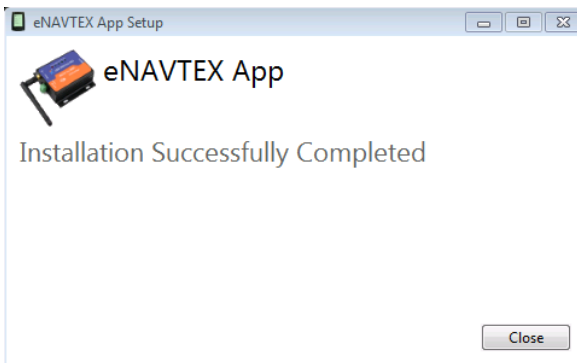 eNAVTEX App Setup
eNAVTEX App
Installation Successfully Completed
Close